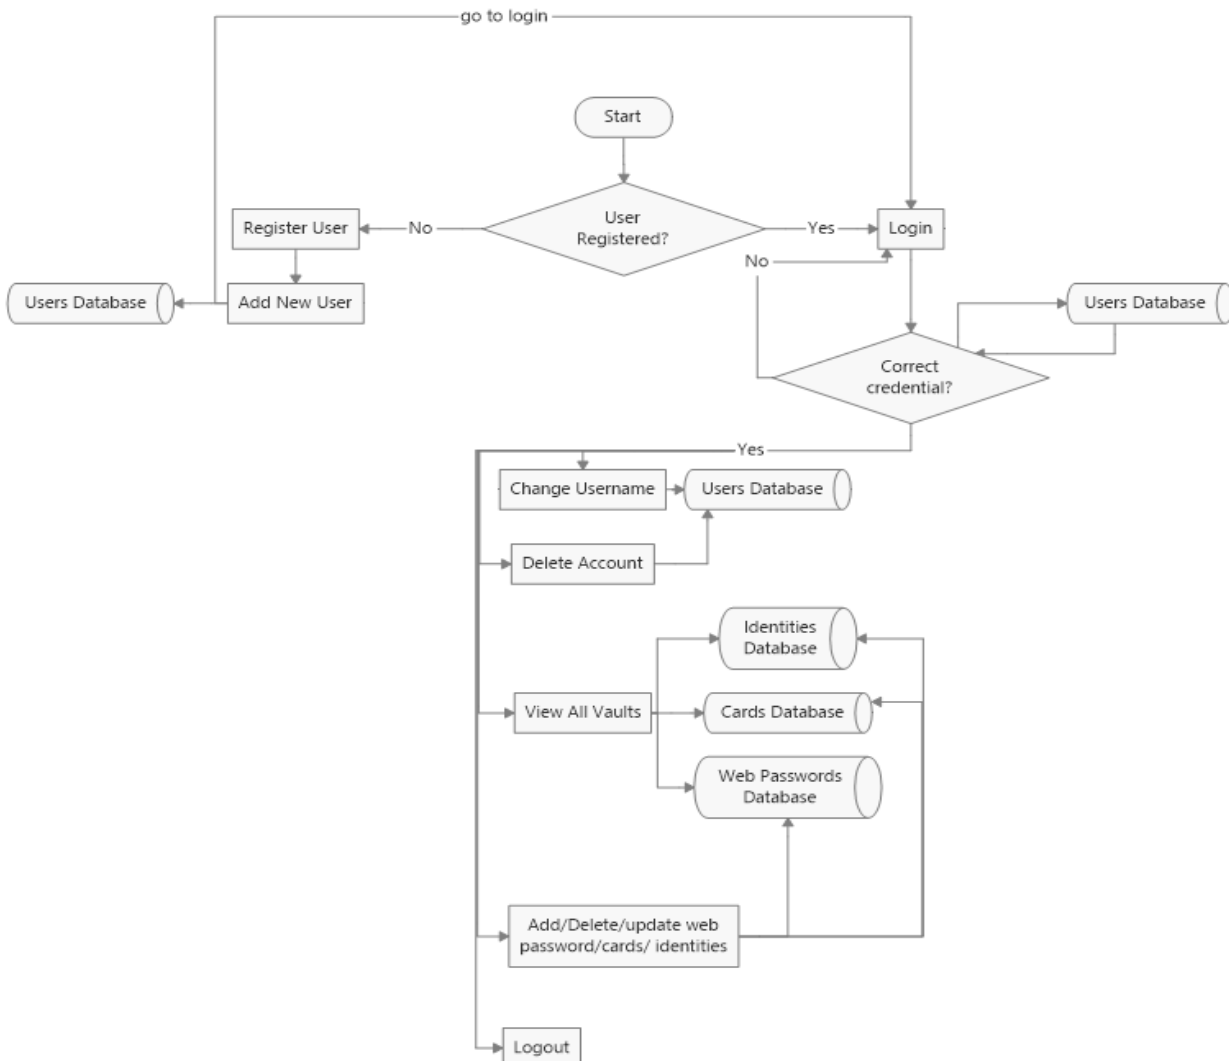 go to login
Start
User
Registered?
No
Yes
Register User
Login
No
Users Database
Add New User
Users Database
Correct
credential?
Yes
Change Username
Users Database
Delete Account
Identities
Database
View All Vaults
Cards Database
Web Passwords
Database
Add/Delete/update web
password/cards/ identities
Logout